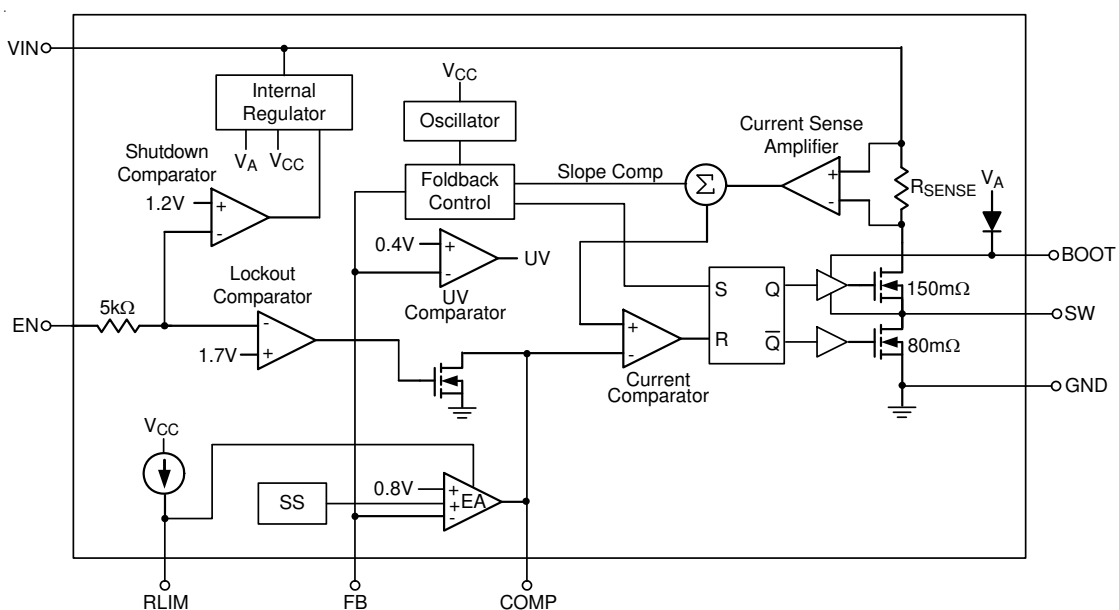 VIN
Internal
Regulator
VA
VCC
Shutdown
Comparator
1.2V
+
-
VCC
Oscillator
Foldback
Control
Slope Comp
Σ
Current Sense
Amplifier
+
-
RSENSE
VA
BOOT
0.4V
+
-
UV
UV
Comparator
Lockout
Comparator
5kΩ
EN
-
1.7V
+
S
Q
R
Q
150mΩ
SW
80mΩ
+
-
Current
Comparator
GND
VCC
SS
0.8V
+
+
-
EA
RLIM
FB
COMP